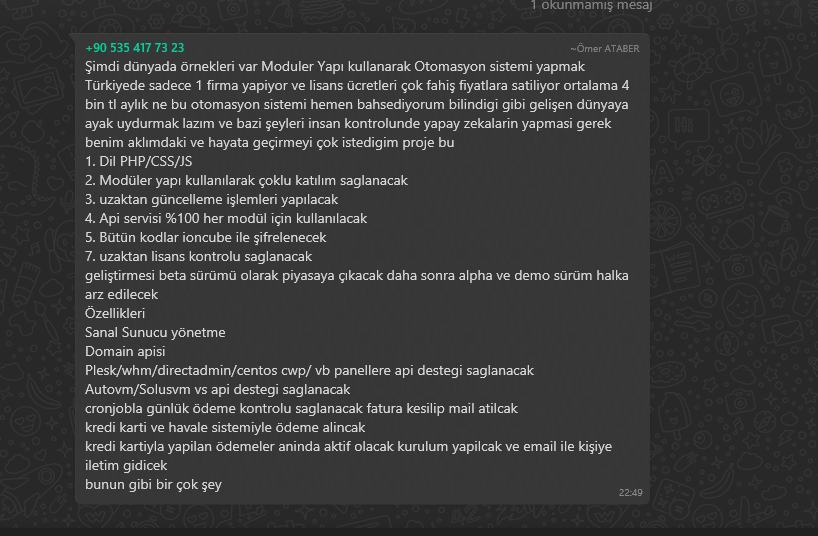 1 okunmamış mesaj
+90 535 417 73 23
~Ömer ATABER
Şimdi dünyada örnekleri var Moduler Yapı kullanarak Otomasyon sistemi yapmak
Türkiyede sadece 1 firma yapiyor ve lisans ücretleri çok fahiş fiyatlara satiliyor ortalama 4
bin tl aylık ne bu otomasyon sistemi hemen bahsediyorum bilindigi gibi gelişen dünyaya
ayak uydurmak lazım ve bazi şeyleri insan kontrolunde yapay zekalarin yapmasi gerek
benim aklımdaki ve hayata geçirmeyi çok istedigim proje bu
1. Dil PHP/CSS/JS
2. Modüler yapı kullanılarak çoklu katılım saglanacak
3. uzaktan güncelleme işlemleri yapılacak
4. Api servisi %100 her modül için kullanılacak
5. Bütün kodlar ioncube ile şifrelenecek
7. uzaktan lisans kontrolu saglanacak
geliştirmesi beta sürümü olarak piyasaya çıkacak daha sonra alpha ve demo sürüm halka
arz edilecek
Özellikleri
Sanal Sunucu yönetme
Domain apisi
Plesk/whm/directadmin/centos cwp/ vb panellere api destegi saglanacak
Autovm/Solusvm vs api destegi saglanacak
cronjobla günlük ödeme kontrolu saglanacak fatura kesilip mail atilcak
kredi karti ve havale sistemiyle ödeme alincak
kredi kartiyla yapilan ödemeler aninda aktif olacak kurulum yapilcak ve email ile kişiye
iletim gidicek
bunun gibi bir çok şey
22:49